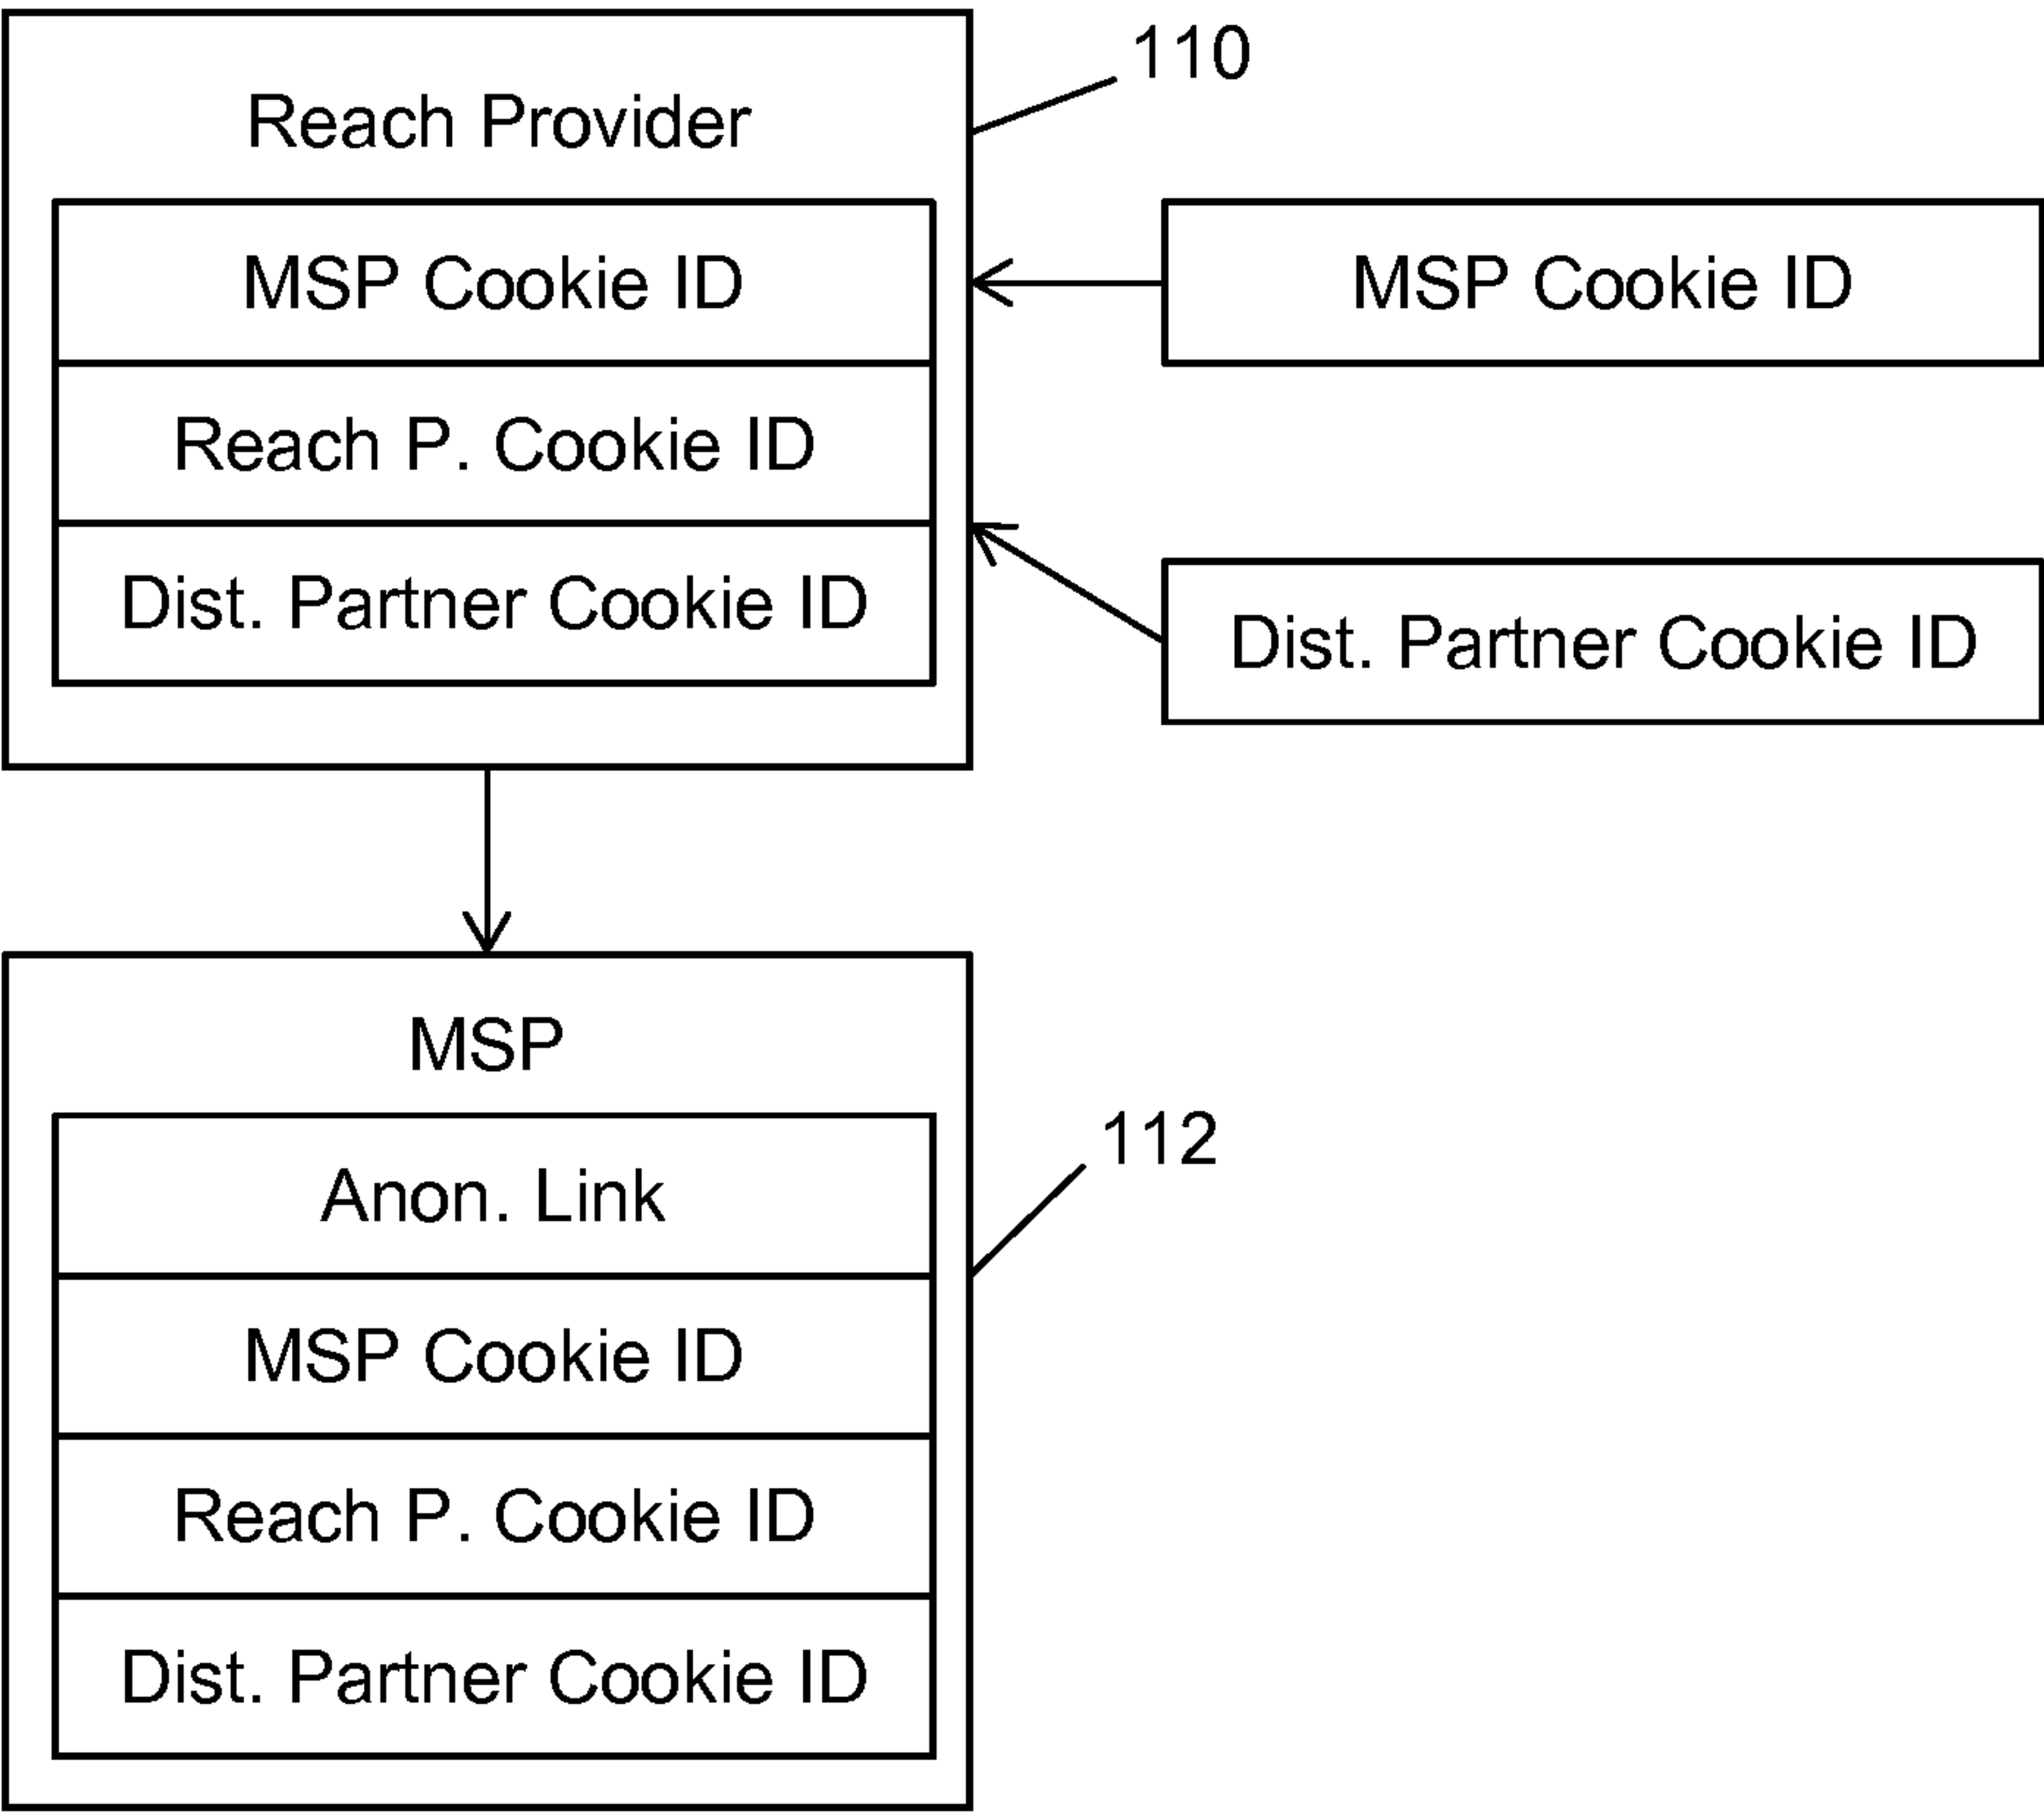 110
Reach Provider
MSP Cookie ID
Reach P. Cookie ID
Dist. Partner Cookie ID
MSP Cookie ID
Dist. Partner Cookie ID
MSP
112
Anon. Link
MSP Cookie ID
Reach P. Cookie ID
Dist. Partner Cookie ID